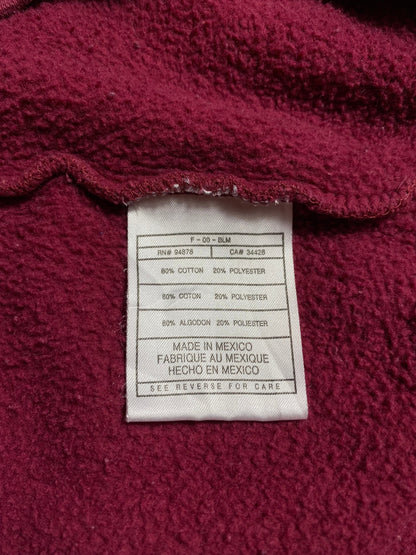 F - 00 - BLM
RN# 94878 CA# 34428
80% COTTON 20% POLYESTER
80% COTON 20% POLYESTER
80% ALGODON 20% POLIESTER
MADE IN MEXICO
FABRIQUE AU MEXIQUE
HECHO EN MEXICO
SEE REVERSE FOR CARE